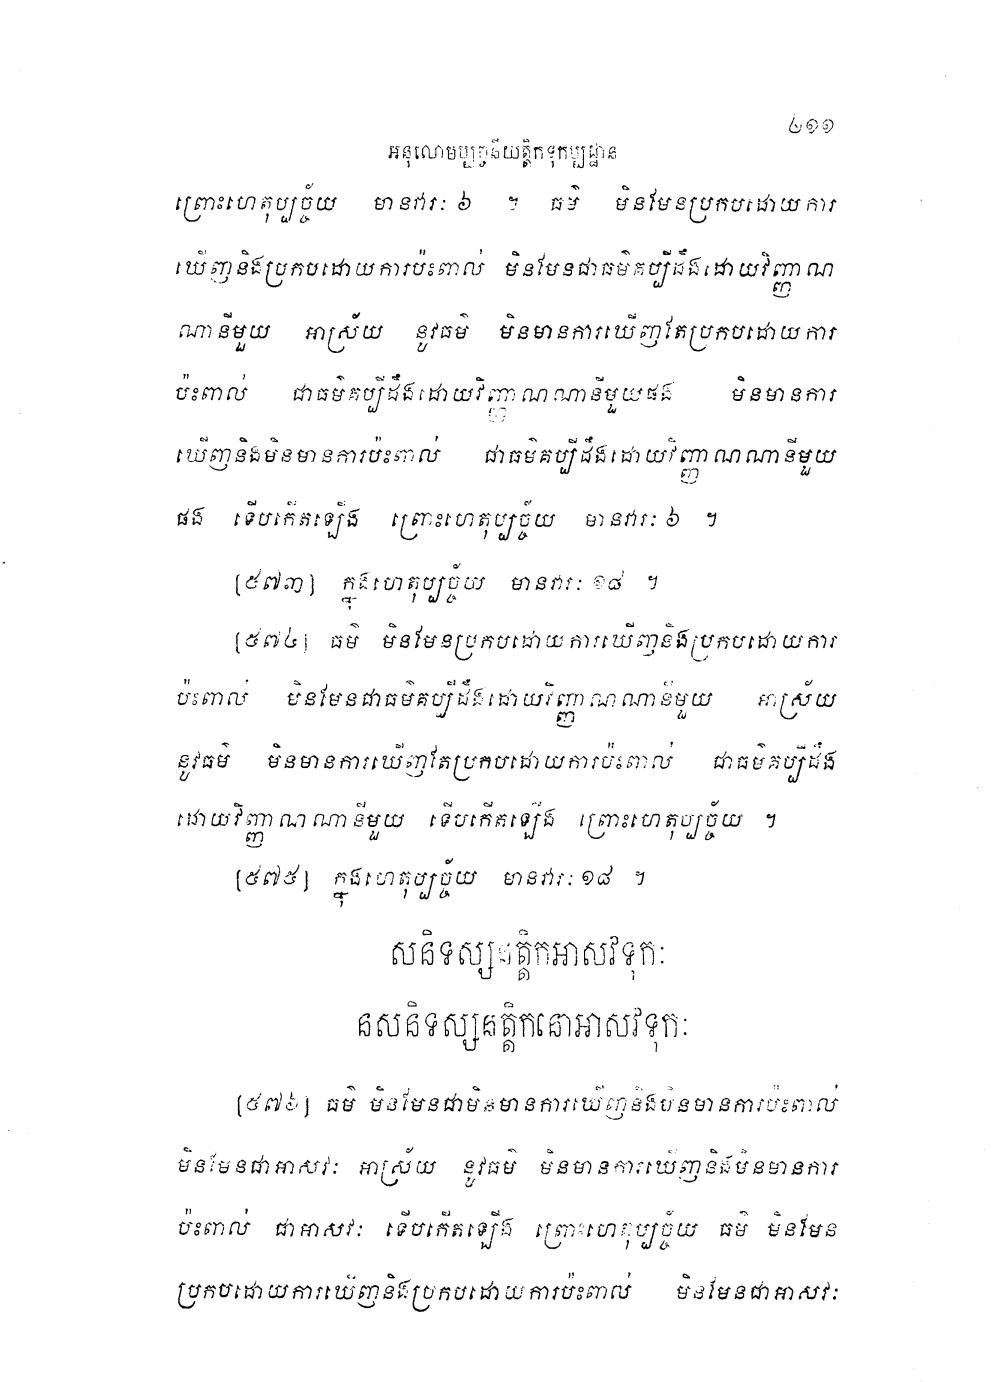 ៤១១
អនុលោមប្បច្ចនីយត្តិកទុកប្បដ្ឋាន
ព្រោះហេតុប្បច្ច័យ មានវារៈ ៦ ។ ធម៌ មិនមែនប្រកបដោយការ
ឃើញនិងប្រកបដោយការប៉ះពាល់ មិនមែនជាធម៌គប្បីដឹងដោយវិញ្ញាណ
ណានីមួយ អាស្រ័យ នូវធម៌ មិនមានការឃើញតែប្រកបដោយការ
ប៉ះពាល់ ជាធម៌គប្បីដឹងដោយវិញ្ញាណណានីមួយផង មិនមានការ
ឃើញនិងមិនមានការប៉ះពាល់ ជាធម៌គប្បីដឹងដោយវិញ្ញាណណានីមួយ
ផង ទើបកើតឡើង ព្រោះហេតុប្បច្ច័យ មានវារៈ ៦ ។
[៥៧៣] ក្នុងហេតុប្បច្ច័យ មានវារៈ ១៨ ។
[៥៧៤] ធម៌ មិនមែនប្រកបដោយការឃើញនិងប្រកបដោយការ
ប៉ះពាល់ មិនមែនជាធម៌គប្បីដឹងដោយវិញ្ញាណណានីមួយ អាស្រ័យ
នូវធម៌ មិនមានការឃើញតែប្រកបដោយការប៉ះពាល់ ជាធម៌គប្បីដឹង
ដោយវិញ្ញាណណានីមួយ ទើបកើតឡើង ព្រោះហេតុប្បច្ច័យ ។
[៥៧៥] ក្នុងហេតុប្បច្ច័យ មានវារៈ ១៨ ។
សនិទស្សនត្តិកអាសវទុកៈ
នសនិទស្សនត្តិកនោអាសវទុកៈ
[៥៧៦] ធម៌ មិនមែនជាមិនមានការឃើញនិងមិនមានការប៉ះពាល់
មិនមែនជាអាសវៈ អាស្រ័យ នូវធម៌ មិនមានការឃើញនិងមិនមានការ
ប៉ះពាល់ ជាអាសវៈ ទើបកើតឡើង ព្រោះហេតុប្បច្ច័យ ធម៌ មិនមែន
ប្រកបដោយការឃើញនិងប្រកបដោយការប៉ះពាល់ មិនមែនជាអាសវៈ